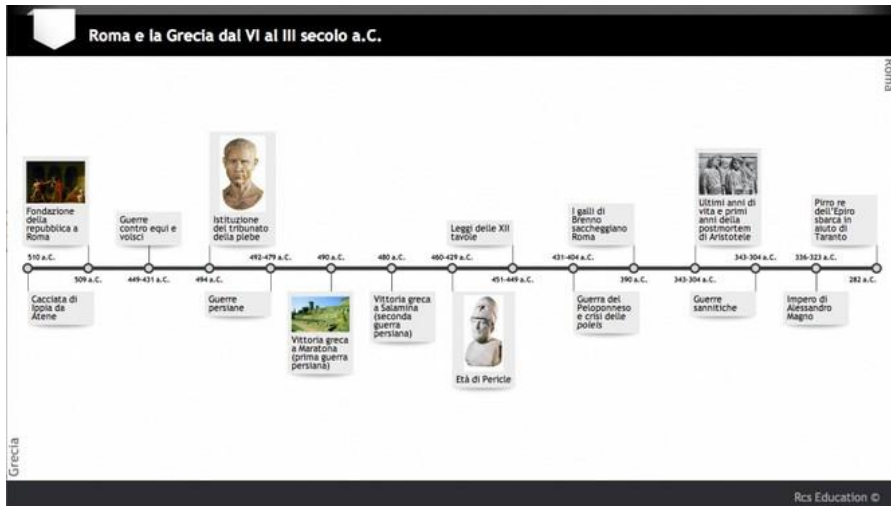 Roma e la Grecia dal VI al III secolo a.C.
Roma
Fondazione
della
repubblica a
Roma
Guerre
contro equi e
volsci
Istituzione
del tribunato
della plebe
Leggi delle XII
tavole
I galli di
Brenno
saccheggiano
Roma
Ultimi anni di
vita e primi
anni della
postmortem
di Aristotele
Pirro re
dell'Epiro
sbarca in
aiuto di
Taranto
510 a.C.
492-479 a.C.
490 a.C.
480 a.C.
460-429 a.C.
431-404 a.C.
343-304 a.C.
336-323 a.C.
509 a.C.
449-431 a.C.
494 a.C.
451-449 a.C.
390 a.C.
343-304 a.C.
282 a.C.
Cacciata di
Ippia da
Atene
Guerre
persiane
Vittoria greca
a Maratona
(prima guerra
persiana)
Vittoria greca
a Salamina
(seconda
guerra
persiana)
Età di Pericle
Guerra del
Peloponneso
e crisi delle
poleis
Guerre
sannitiche
Impero di
Alessandro
Magno
Grecia
Rcs Education ©